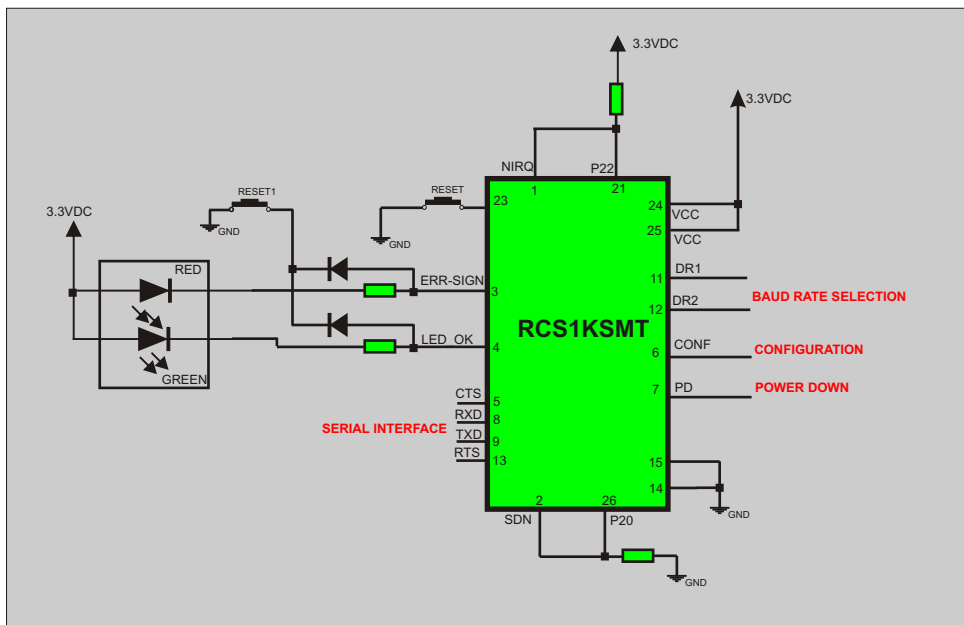 3.3VDC
3.3VDC
NIRQ
P22
1
21
RESET1
RESET
23
24
VCC
GND
GND
25
VCC
3.3VDC
RED
ERR-SIGN
3
11
DR1
BAUD RATE SELECTION
12
DR2
RCS1KSMT
LED_OK
4
6
CONF
CONFIGURATION
GREEN
7
PD
POWER DOWN
CTS
5
RXD
8
SERIAL INTERFACE
TXD
9
RTS
13
15
14
GND
2
26
SDN
P20
GND